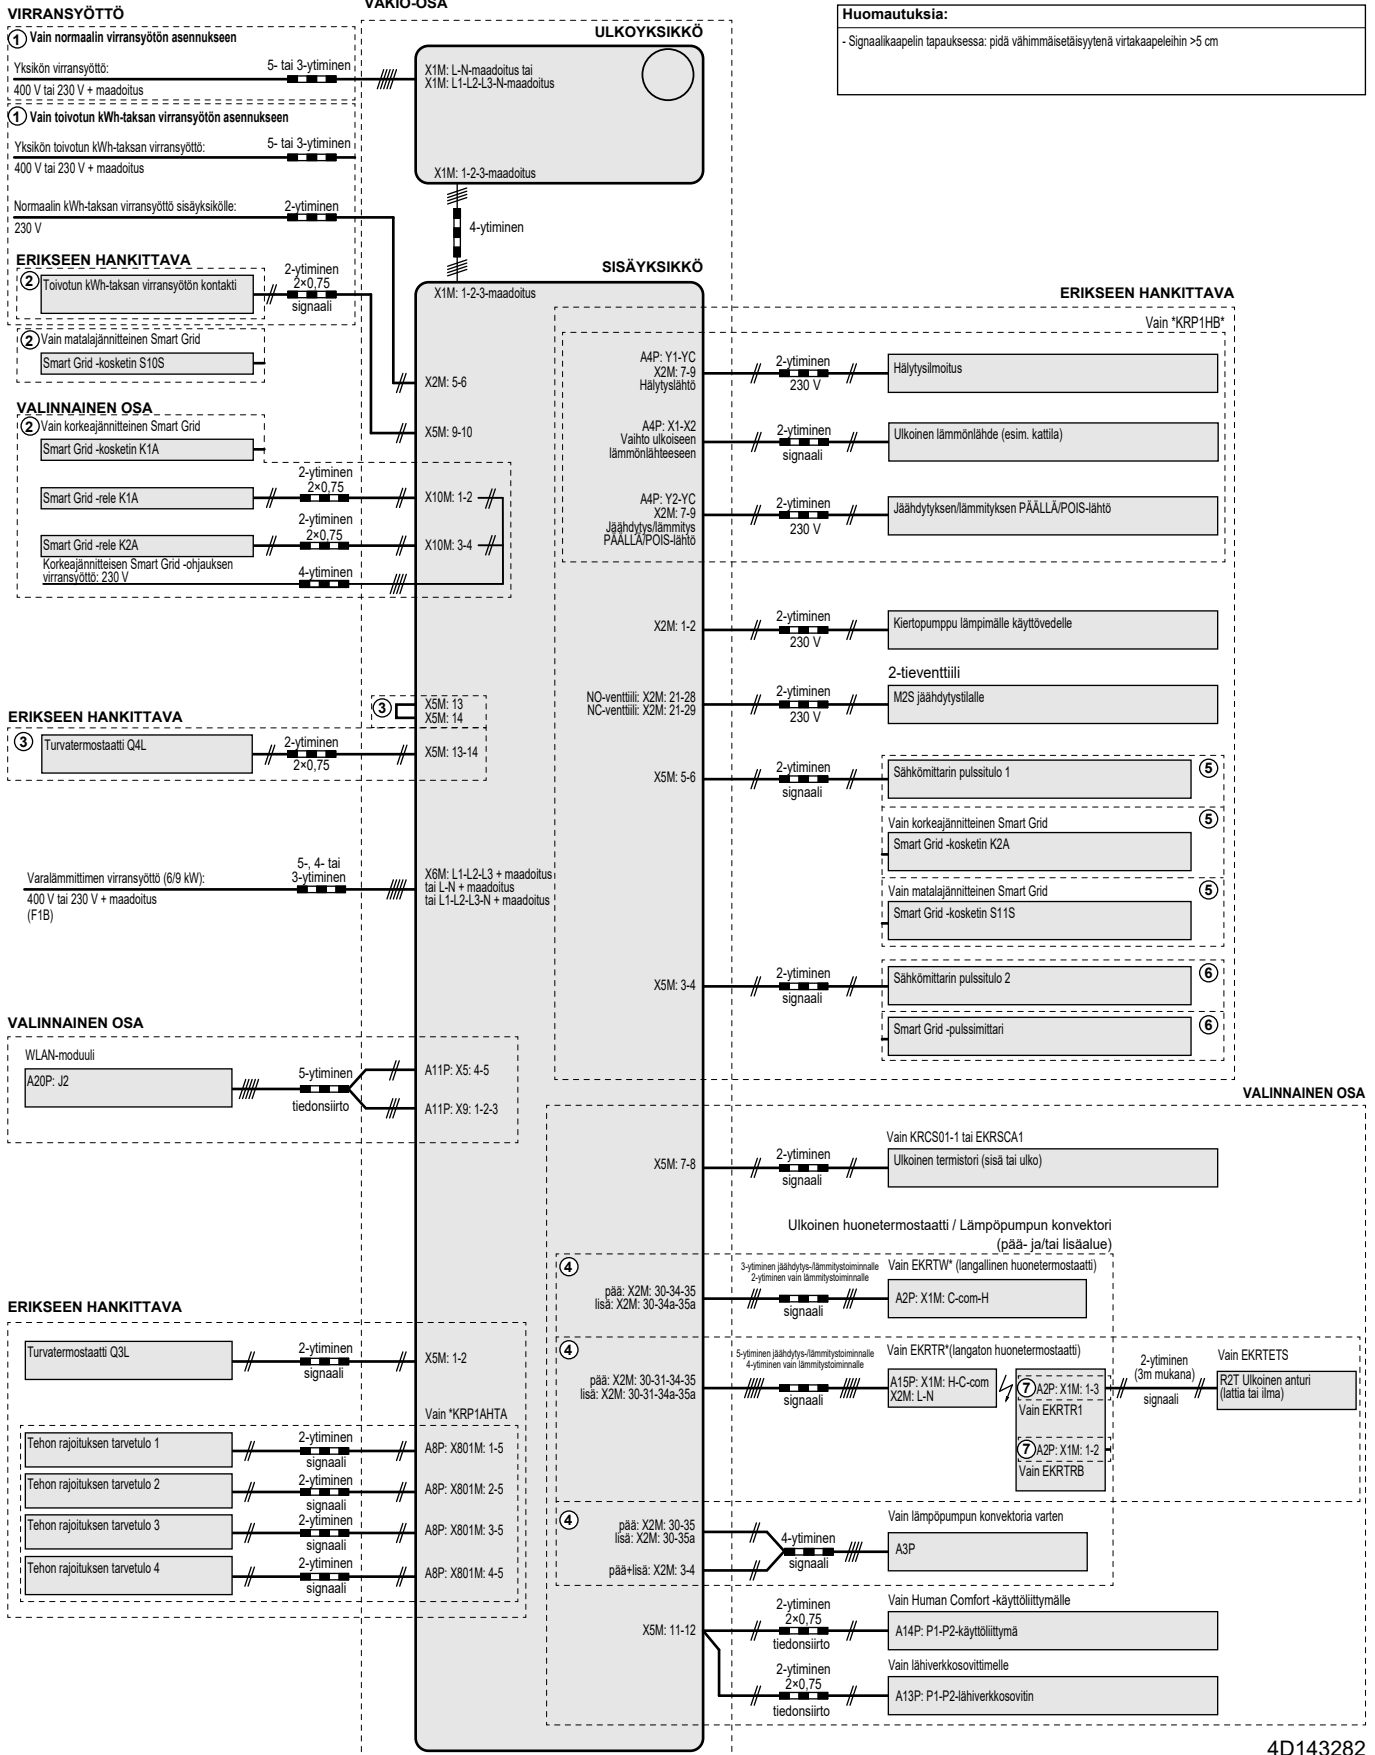 VIRRANSYÖTTÖ
① Vain normaalin virransyötön asennukseen
Yksikön virransyöttö:
5- tai 3-ytiminen
400 V tai 230 V + maadoitus
① Vain toivotun kWh-taksan virransyötön asennukseen
Yksikön toivotun kWh-taksan virransyöttö:
5- tai 3-ytiminen
400 V tai 230 V + maadoitus
Normaalin kWh-taksan virransyöttö sisäyksikölle:
2-ytiminen
230 V
ERIKSEEN HANKITTAVA
②
Toivotun kWh-taksan virransyötön kontakti
2-ytiminen
2×0,75
signaali
② Vain matalajännitteinen Smart Grid
Smart Grid -kosketin S10S
VALINNAINEN OSA
② Vain korkeajännitteinen Smart Grid
Smart Grid -kosketin K1A
2-ytiminen
2×0,75
Smart Grid -rele K1A
2-ytiminen
2×0,75
Smart Grid -rele K2A
Korkeajännitteisen Smart Grid -ohjauksen
virransyöttö: 230 V
4-ytiminen
ERIKSEEN HANKITTAVA
③
Turvatermostaatti Q4L
2-ytiminen
2×0,75
Varalämmittimen virransyöttö (6/9 kW):
5-, 4- tai
3-ytiminen
400 V tai 230 V + maadoitus
(F1B)
VALINNAINEN OSA
WLAN-moduuli
A20P: J2
5-ytiminen
tiedonsiirto
ERIKSEEN HANKITTAVA
Turvatermostaatti Q3L
2-ytiminen
signaali
Tehon rajoituksen tarvetulo 1
2-ytiminen
signaali
Tehon rajoituksen tarvetulo 2
2-ytiminen
signaali
Tehon rajoituksen tarvetulo 3
2-ytiminen
signaali
Tehon rajoituksen tarvetulo 4
2-ytiminen
signaali
VAKIO-OSA
ULKOYKSIKKÖ
X1M: L-N-maadoitus tai
X1M: L1-L2-L3-N-maadoitus
X1M: 1-2-3-maadoitus
4-ytiminen
SISÄYKSIKKÖ
X1M: 1-2-3-maadoitus
X2M: 5-6
X5M: 9-10
X10M: 1-2
X10M: 3-4
③
X5M: 13
X5M: 14
X5M: 13-14
X6M: L1-L2-L3 + maadoitus
tai L-N + maadoitus
tai L1-L2-L3-N + maadoitus
A11P: X5: 4-5
A11P: X9: 1-2-3
X5M: 1-2
Vain *KRP1AHTA
A8P: X801M: 1-5
A8P: X801M: 2-5
A8P: X801M: 3-5
A8P: X801M: 4-5
Huomautuksia:
- Signaalikaapelin tapauksessa: pidä vähimmäisetäisyytenä virtakaapeleihin >5 cm
ERIKSEEN HANKITTAVA
Vain *KRP1HB*
A4P: Y1-YC
X2M: 7-9
Hälytyslähtö
2-ytiminen
230 V
Hälytysilmoitus
A4P: X1-X2
Vaihto ulkoiseen
lämmönlähteeseen
2-ytiminen
signaali
Ulkoinen lämmönlähde (esim. kattila)
A4P: Y2-YC
X2M: 7-9
Jäähdytys/lämmitys
PÄÄLLÄ/POIS-lähtö
2-ytiminen
230 V
Jäähdytyksen/lämmityksen PÄÄLLÄ/POIS-lähtö
X2M: 1-2
2-ytiminen
230 V
Kiertopumppu lämpimälle käyttövedelle
2-tieventtiili
NO-venttiili: X2M: 21-28
NC-venttiili: X2M: 21-29
2-ytiminen
230 V
M2S jäähdytystilalle
X5M: 5-6
2-ytiminen
signaali
Sähkömittarin pulssitulo 1
⑤
Vain korkeajännitteinen Smart Grid
⑤
Smart Grid -kosketin K2A
Vain matalajännitteinen Smart Grid
⑤
Smart Grid -kosketin S11S
X5M: 3-4
2-ytiminen
signaali
Sähkömittarin pulssitulo 2
⑥
Smart Grid -pulssimittari
⑥
VALINNAINEN OSA
Vain KRCS01-1 tai EKRSCA1
X5M: 7-8
2-ytiminen
signaali
Ulkoinen termistori (sisä tai ulko)
Ulkoinen huonetermostaatti / Lämpöpumpun konvektori
(pää- ja/tai lisäalue)
④
3-ytiminen jäähdytys-/lämmitystoiminnalle
2-ytiminen vain lämmitystoiminnalle
Vain EKRTW* (langallinen huonetermostaatti)
pää: X2M: 30-34-35
lisä: X2M: 30-34a-35a
signaali
A2P: X1M: C-com-H
④
5-ytiminen jäähdytys-/lämmitystoiminnalle
4-ytiminen vain lämmitystoiminnalle
Vain EKRTR*(langaton huonetermostaatti)
pää: X2M: 30-31-34-35
lisä: X2M: 30-31-34a-35a
signaali
A15P: X1M: H-C-com
X2M: L-N
⑦ A2P: X1M: 1-3
Vain EKRTR1
⑦ A2P: X1M: 1-2
Vain EKRTRB
2-ytiminen
(3m mukana)
signaali
Vain EKRTETS
R2T Ulkoinen anturi
(lattia tai ilma)
④
Vain lämpöpumpun konvektoria varten
pää: X2M: 30-35
lisä: X2M: 30-35a
pää+lisä: X2M: 3-4
4-ytiminen
signaali
A3P
Vain Human Comfort -käyttöliittymälle
X5M: 11-12
2-ytiminen
2×0,75
tiedonsiirto
A14P: P1-P2-käyttöliittymä
Vain lähiverkkosovittimelle
2-ytiminen
2×0,75
tiedonsiirto
A13P: P1-P2-lähiverkkosovitin
4D143282